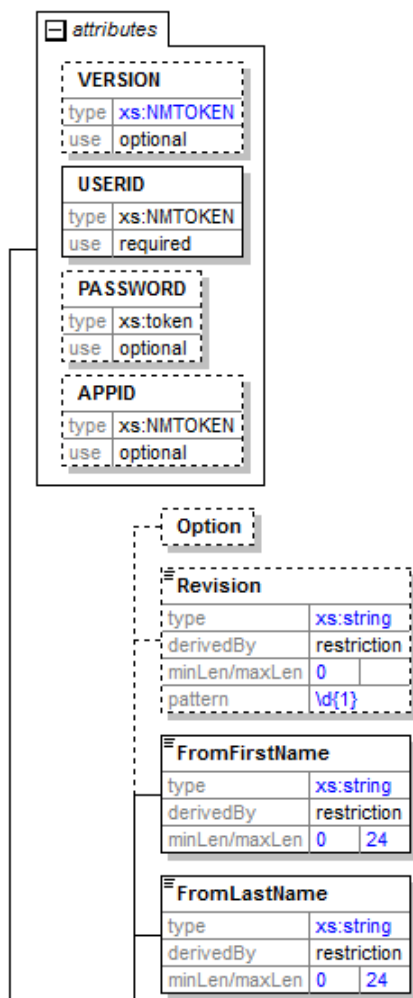 attributes
VERSION
type xs:NMTOKEN
use optional
USERID
type xs:NMTOKEN
use required
PASSWORD
type xs:token
use optional
APPID
type xs:NMTOKEN
use optional
Option
Revision
type xs:string
derivedBy restriction
minLen/maxLen 0
pattern \d{1}
FromFirstName
type xs:string
derivedBy restriction
minLen/maxLen 0 24
FromLastName
type xs:string
derivedBy restriction
minLen/maxLen 0 24